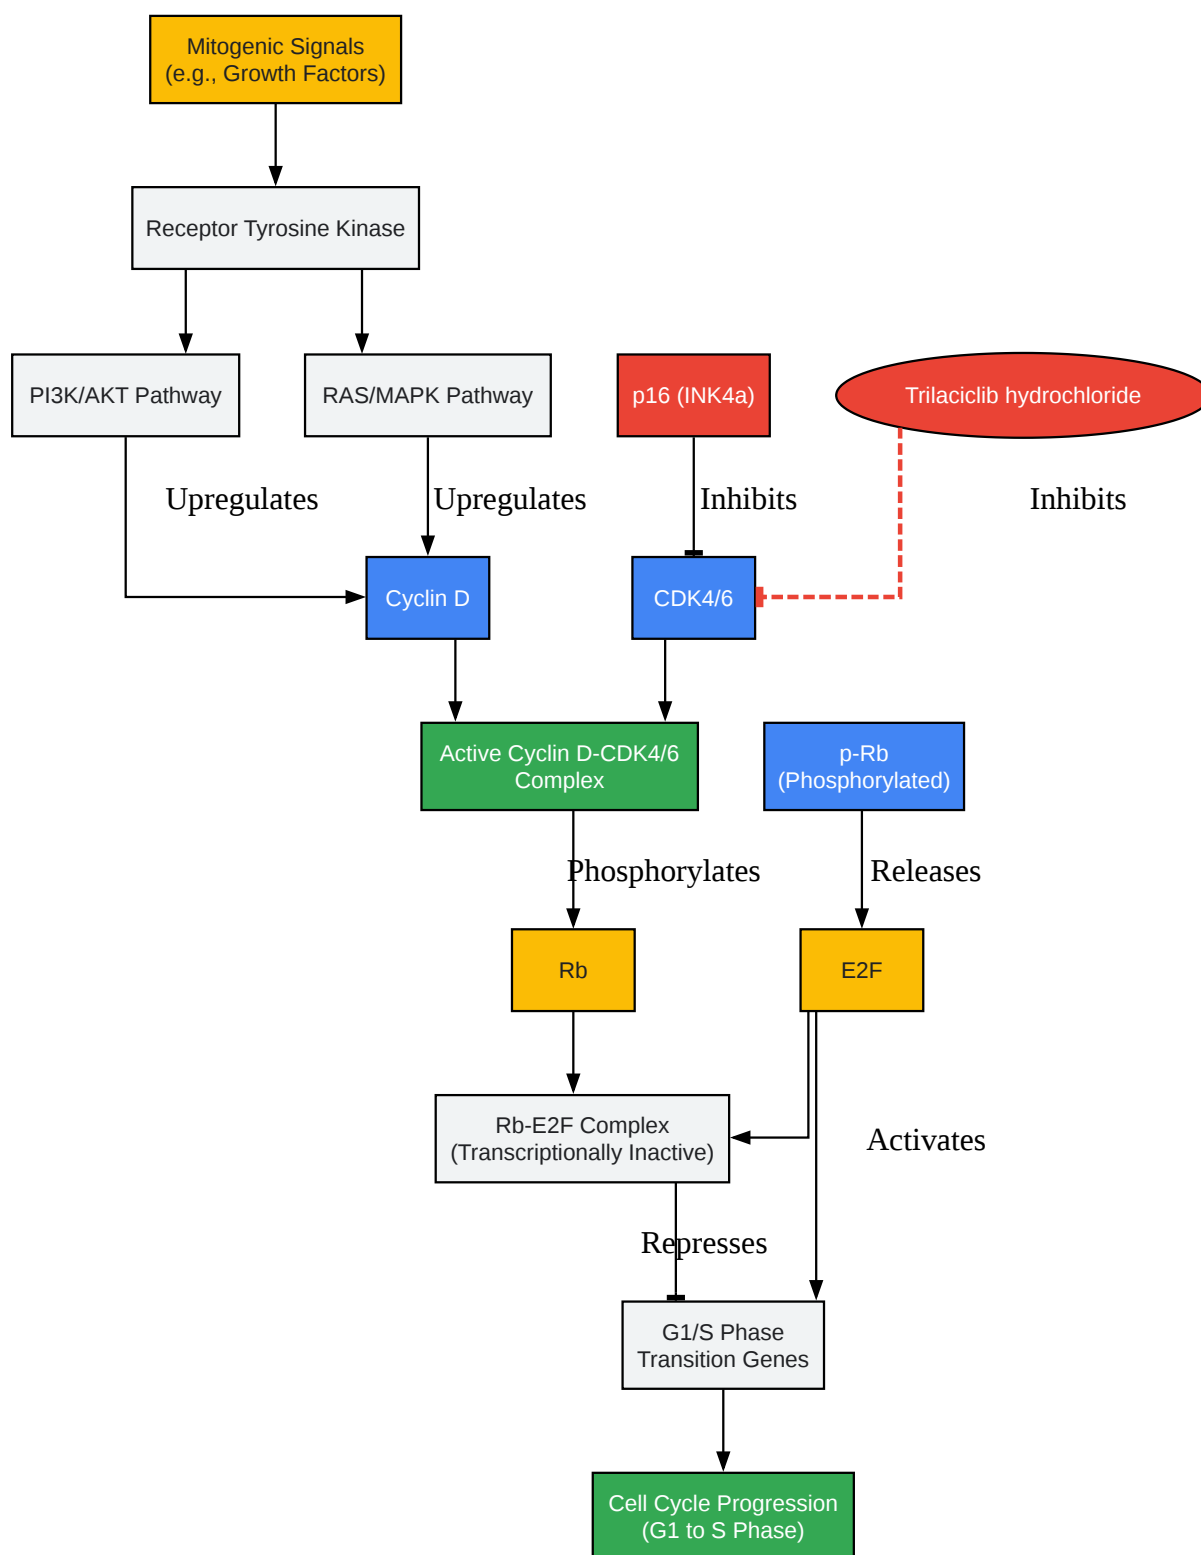 Mitogenic Signals
(e.g., Growth Factors)
Receptor Tyrosine Kinase
PI3K/AKT Pathway
RAS/MAPK Pathway
p16 (INK4a)
Trilaciclib hydrochloride
Upregulates
Upregulates
Inhibits
Inhibits
Cyclin D
CDK4/6
Active Cyclin D-CDK4/6
Complex
p-Rb
(Phosphorylated)
Phosphorylates
Releases
Rb
E2F
Rb-E2F Complex
(Transcriptionally Inactive)
Activates
Represses
G1/S Phase
Transition Genes
Cell Cycle Progression
(G1 to S Phase)